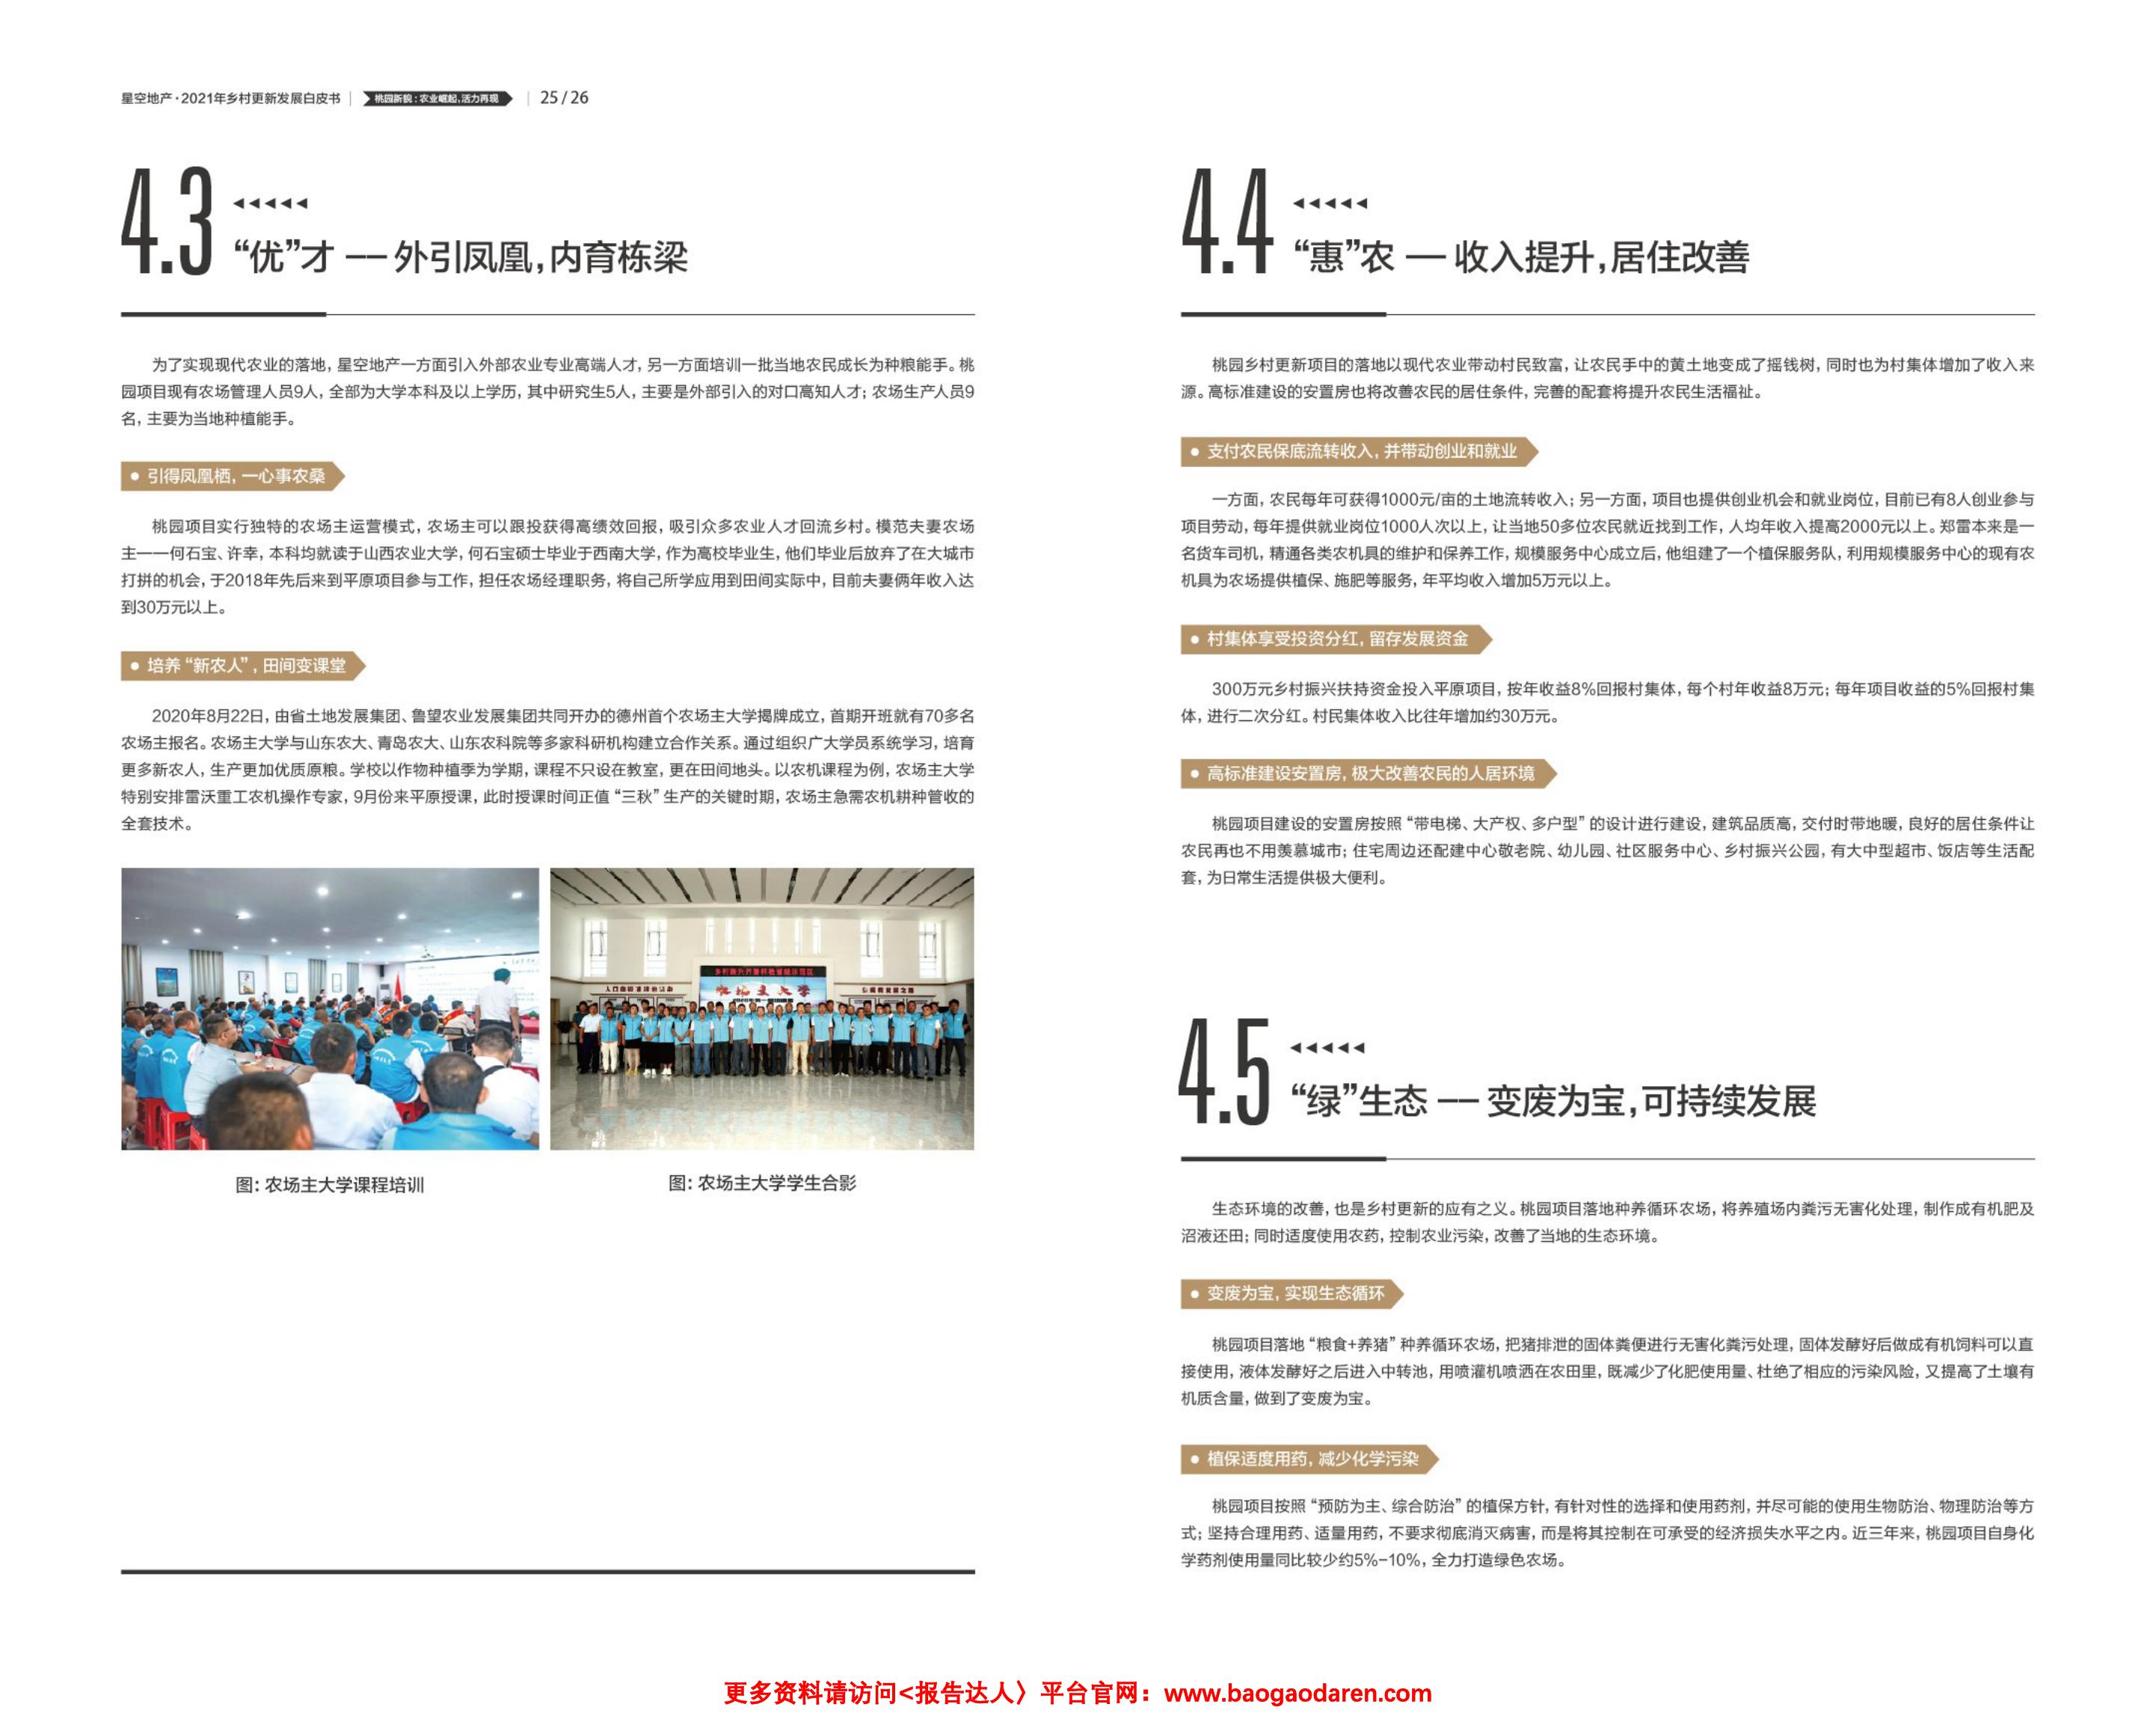 星空地产·2021年乡村更新发展白皮书 | 桃园新貌：农业崛起，活力再现 | 25 / 26
4.3
“优”才 —— 外引凤凰，内育栋梁
为了实现现代农业的落地，星空地产一方面引入外部农业专业高端人才，另一方面培训一批当地农民成长为种粮能手。桃
园项目现有农场管理人员9人，全部为大学本科及以上学历，其中研究生5人，主要是外部引入的对口高知人才；农场生产人员9
名，主要为当地种植能手。
引得凤凰栖，一心事农桑
桃园项目实行独特的农场主运营模式，农场主可以跟投获得高绩效回报，吸引众多农业人才回流乡村。模范夫妻农场
主——何石宝、许幸，本科均就读于山西农业大学，何石宝硕士毕业于西南大学，作为高校毕业生，他们毕业后放弃了在大城市
打拼的机会，于2018年先后来到平原项目参与工作，担任农场经理职务，将自己所学应用到田间实际中，目前夫妻俩年收入达
到30万元以上。
培养“新农人”，田间变课堂
2020年8月22日，由省土地发展集团、鲁望农业发展集团共同开办的德州首个农场主大学揭牌成立，首期开班就有70多名
农场主报名。农场主大学与山东农大、青岛农大、山东农科院等多家科研机构建立合作关系。通过组织广大学员系统学习，培育
更多新农人，生产更加优质原粮。学校以作物种植季为学期，课程不只设在教室，更在田间地头。以农机课程为例，农场主大学
特别安排雷沃重工农机操作专家，9月份来平原授课，此时授课时间正值“三秋”生产的关键时期，农场主急需农机耕种管收的
全套技术。
农场主大学
图：农场主大学课程培训
图：农场主大学学生合影
4.4
“惠”农 — 收入提升，居住改善
桃园乡村更新项目的落地以现代农业带动村民致富，让农民手中的黄土地变成了摇钱树，同时也为村集体增加了收入来
源。高标准建设的安置房也将改善农民的居住条件，完善的配套将提升农民生活福祉。
支付农民保底流转收入，并带动创业和就业
一方面，农民每年可获得1000元/亩的土地流转收入；另一方面，项目也提供创业机会和就业岗位，目前已有8人创业参与
项目劳动，每年提供就业岗位1000人次以上，让当地50多位农民就近找到工作，人均年收入提高2000元以上。郑雷本来是一
名货车司机，精通各类农机具的维护和保养工作，规模服务中心成立后，他组建了一个植保服务队，利用规模服务中心的现有农
机具为农场提供植保、施肥等服务，年平均收入增加5万元以上。
村集体享受投资分红，留存发展资金
300万元乡村振兴扶持资金投入平原项目，按年收益8%回报村集体，每个村年收益8万元；每年项目收益的5%回报村集
体，进行二次分红。村民集体收入比往年增加约30万元。
高标准建设安置房，极大改善农民的人居环境
桃园项目建设的安置房按照“带电梯、大产权、多户型”的设计进行建设，建筑品质高，交付时带地暖，良好的居住条件让
农民再也不用羡慕城市；住宅周边还配建中心敬老院、幼儿园、社区服务中心、乡村振兴公园，有大中型超市、饭店等生活配
套，为日常生活提供极大便利。
4.5
“绿”生态 —— 变废为宝，可持续发展
生态环境的改善，也是乡村更新的应有之义。桃园项目落地种养循环农场，将养殖场内粪污无害化处理，制作成有机肥及
沼液还田；同时适度使用农药，控制农业污染，改善了当地的生态环境。
变废为宝，实现生态循环
桃园项目落地“粮食+养猪”种养循环农场，把猪排泄的固体粪便进行无害化粪污处理，固体发酵好后做成有机饲料可以直
接使用，液体发酵好之后进入中转池，用喷灌机喷洒在农田里，既减少了化肥使用量、杜绝了相应的污染风险，又提高了土壤有
机质含量，做到了变废为宝。
植保适度用药，减少化学污染
桃园项目按照“预防为主、综合防治”的植保方针，有针对性的选择和使用药剂，并尽可能的使用生物防治、物理防治等方
式；坚持合理用药、适量用药，不要求彻底消灭病害，而是将其控制在可承受的经济损失水平之内。近三年来，桃园项目自身化
学药剂使用量同比较少约5%-10%，全力打造绿色农场。
更多资料请访问<报告达人〉平台官网：www.baogaodaren.com